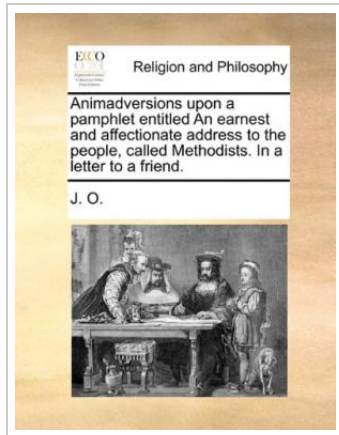 ECCO
Religion and Philosophy
Animadversions upon a
pamphlet entitled An earnest
and affectionate address to the
people, called Methodists. In a
letter to a friend.
J. O.